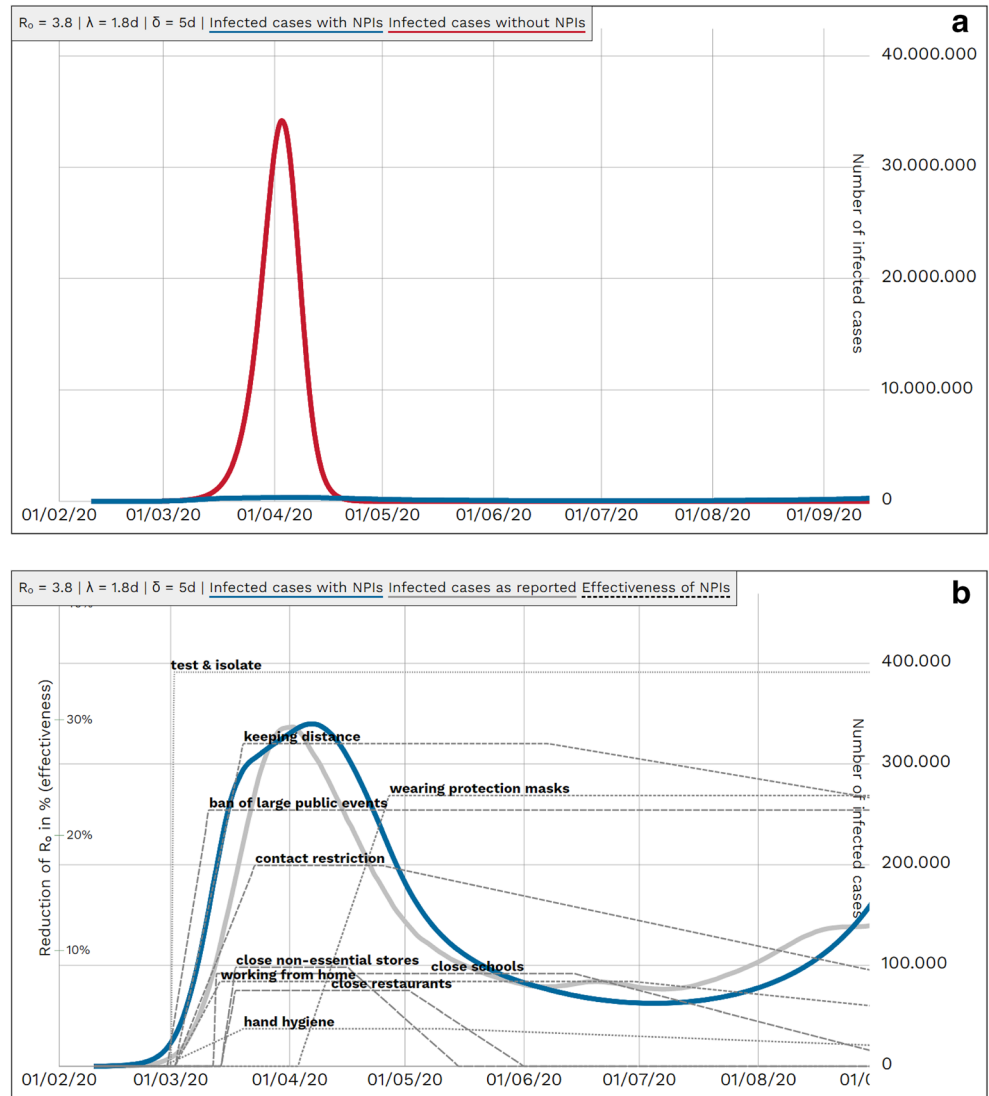 R₀ = 3.8 | λ = 1.8d | δ = 5d | Infected cases with NPIs Infected cases without NPIs
a
40.000.000
30.000.000
Number of infected cases
20.000.000
10.000.000
0
01/02/20 01/03/20 01/04/20 01/05/20 01/06/20 01/07/20 01/08/20 01/09/20
R₀ = 3.8 | λ = 1.8d | δ = 5d | Infected cases with NPIs Infected cases as reported Effectiveness of NPIs
b
Reduction of R₀ in % (effectiveness)
30%
20%
10%
test & isolate
keeping distance
wearing protection masks
ban of large public events
contact restriction
close non-essential stores
close schools
working from home
close restaurants
hand hygiene
400.000
300.000
Number of infected cases
200.000
100.000
0
01/02/20 01/03/20 01/04/20 01/05/20 01/06/20 01/07/20 01/08/20 01/0